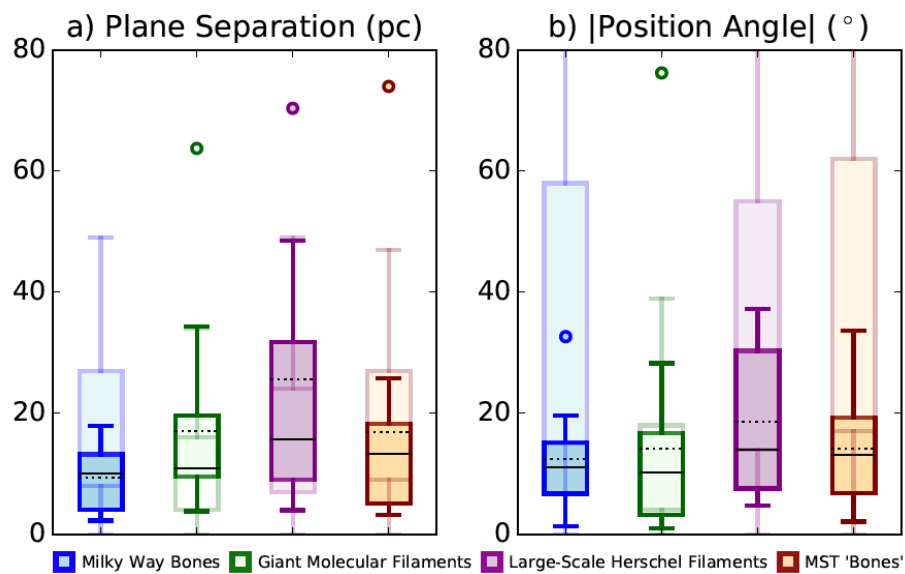 a) Plane Separation (pc)
b) |Position Angle| (°)
80
60
40
20
0
80
60
40
20
0
Milky Way Bones
Giant Molecular Filaments
Large-Scale Herschel Filaments
MST 'Bones'